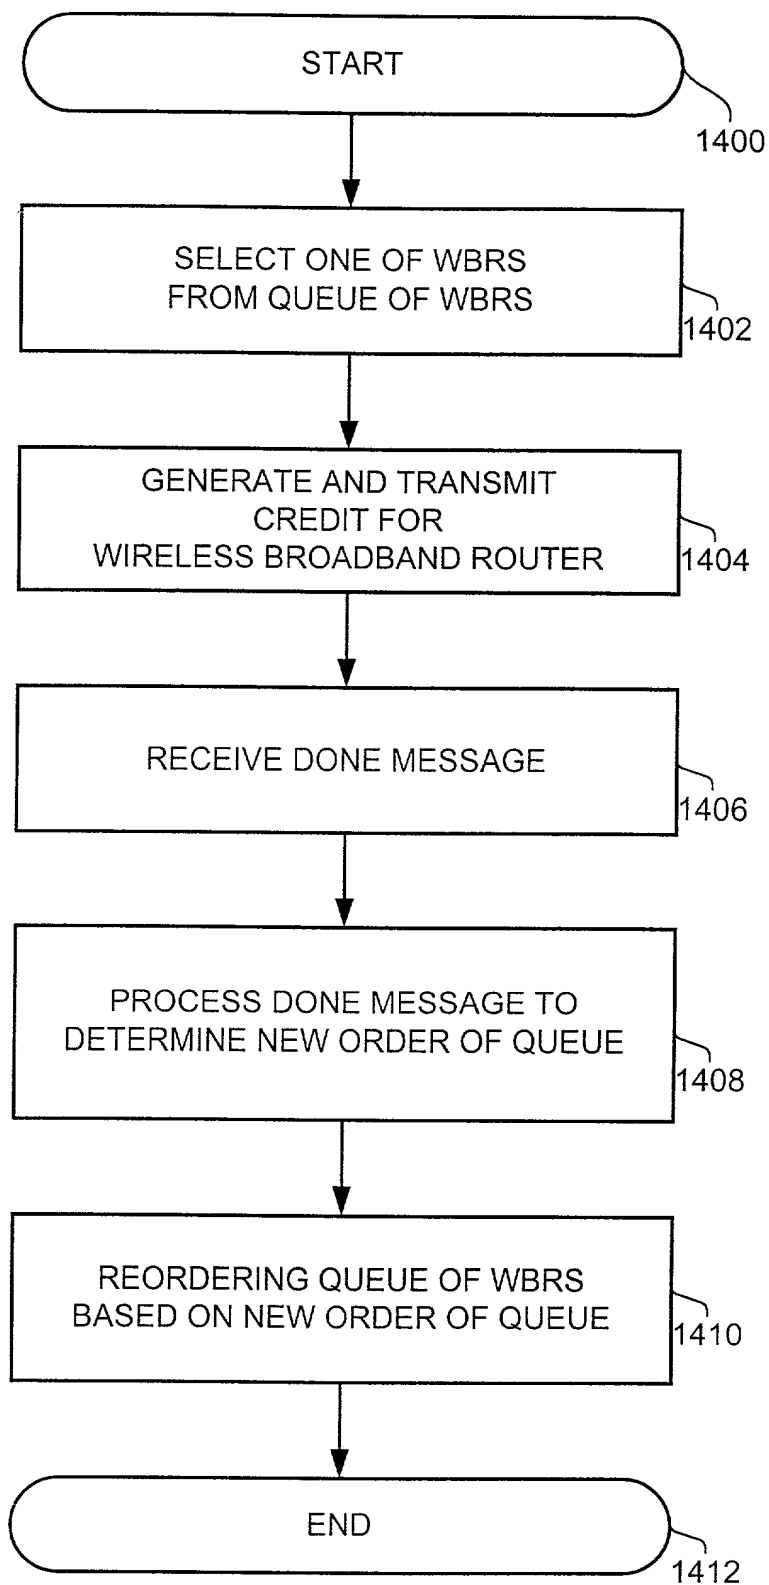 START
1400
SELECT ONE OF WBRS
FROM QUEUE OF WBRS
1402
GENERATE AND TRANSMIT
CREDIT FOR
WIRELESS BROADBAND ROUTER
1404
RECEIVE DONE MESSAGE
1406
PROCESS DONE MESSAGE TO
DETERMINE NEW ORDER OF QUEUE
1408
REORDERING QUEUE OF WBRS
BASED ON NEW ORDER OF QUEUE
1410
END
1412